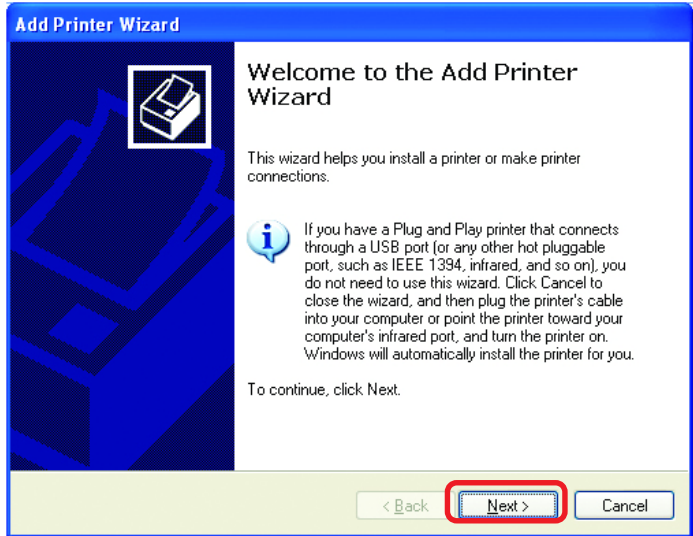 Add Printer Wizard
Welcome to the Add Printer
Wizard
This wizard helps you install a printer or make printer
connections.
If you have a Plug and Play printer that connects
through a USB port (or any other hot pluggable
port, such as IEEE 1394, infrared, and so on), you
do not need to use this wizard. Click Cancel to
close the wizard, and then plug the printer's cable
into your computer or point the printer toward your
computer's infrared port, and turn the printer on.
Windows will automatically install the printer for you.
To continue, click Next.
< Back Next > Cancel